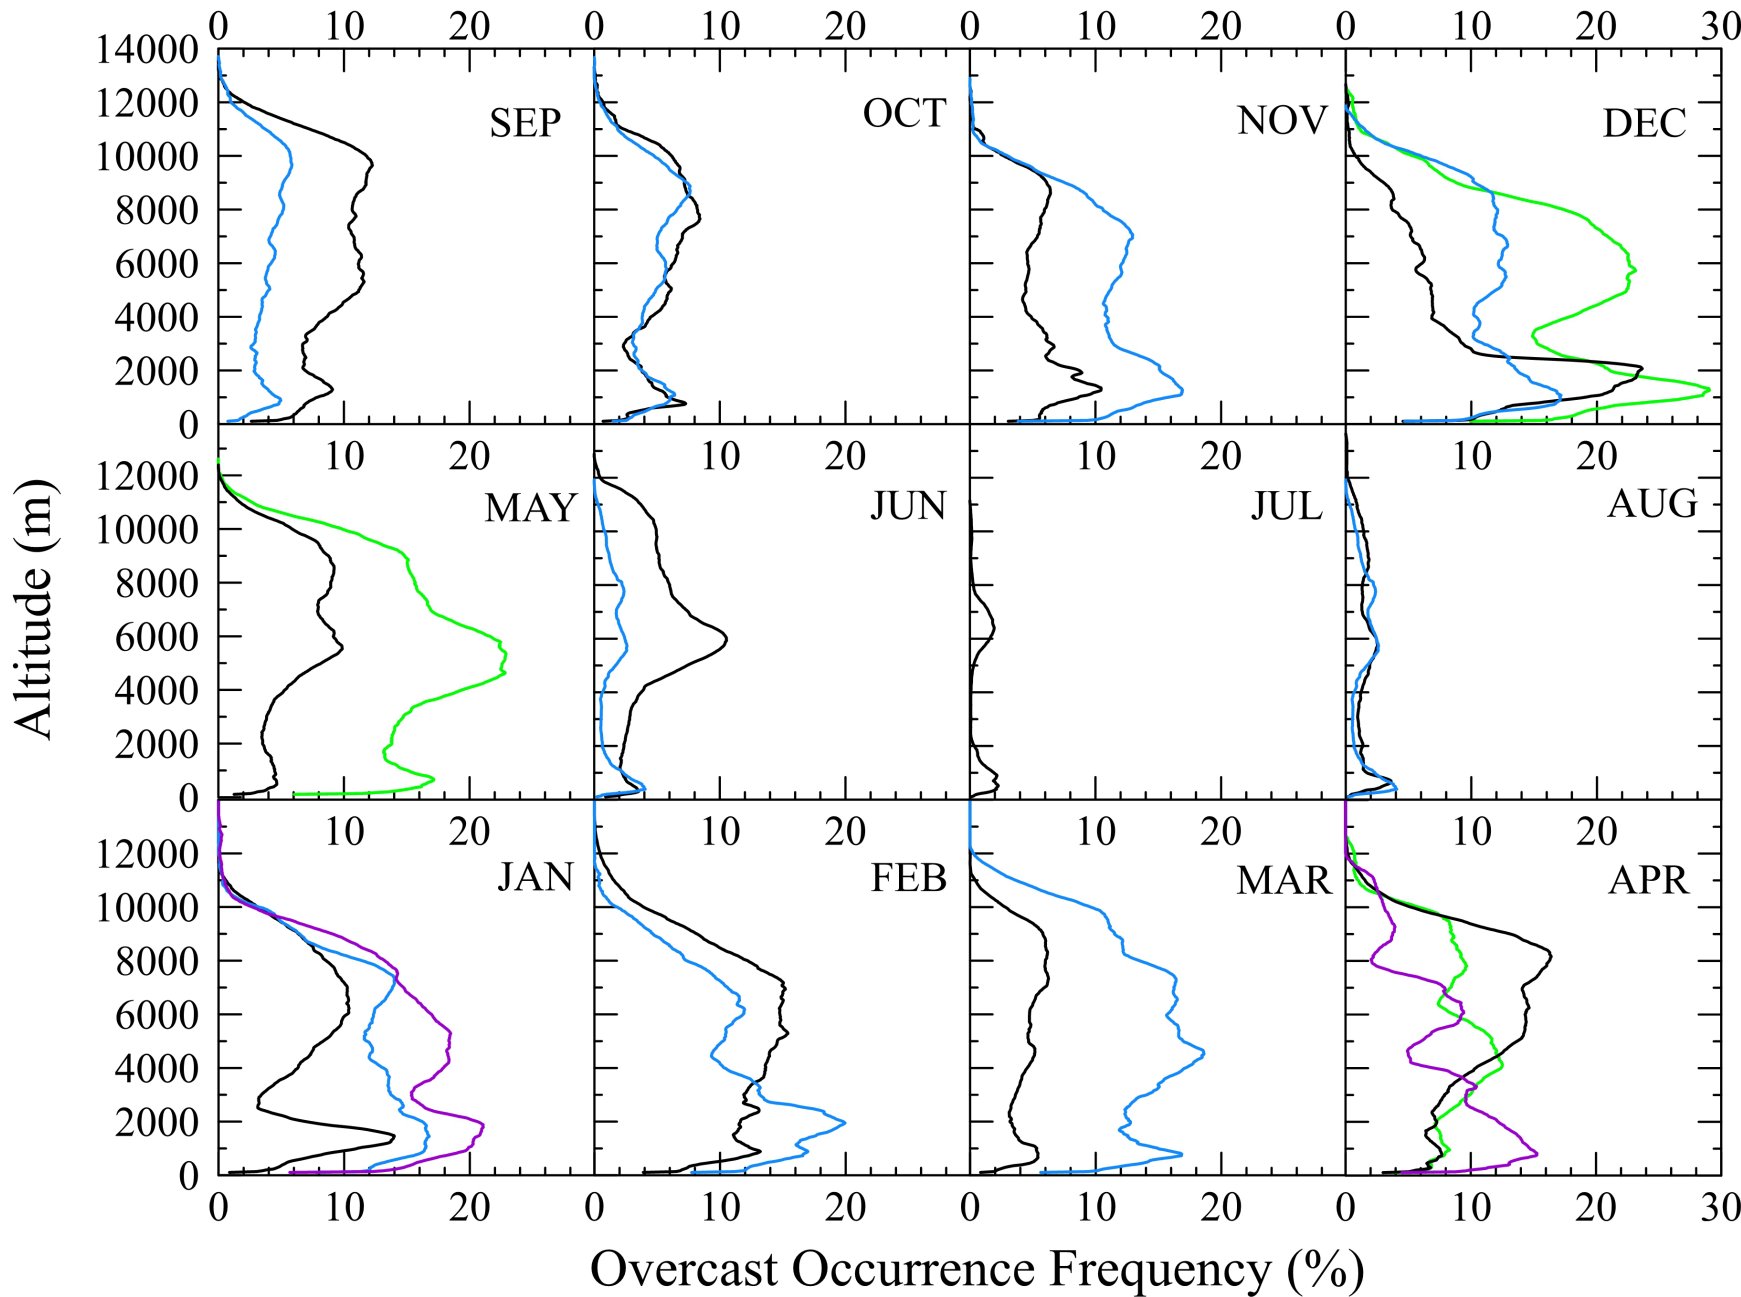 0 10 20 0 10 20 0 10 20 0 10 20 30
14000
12000
SEP OCT NOV DEC
10000
8000
6000
4000
2000
0
10 20 10 20 10 20 10 20
12000
MAY JUN JUL AUG
10000
8000
6000
4000
2000
0
10 20 10 20 10 20 10 20
12000
JAN FEB MAR APR
10000
8000
6000
4000
2000
0
0 10 20 0 10 20 0 10 20 0 10 20 30
Altitude (m)
Overcast Occurrence Frequency (%)